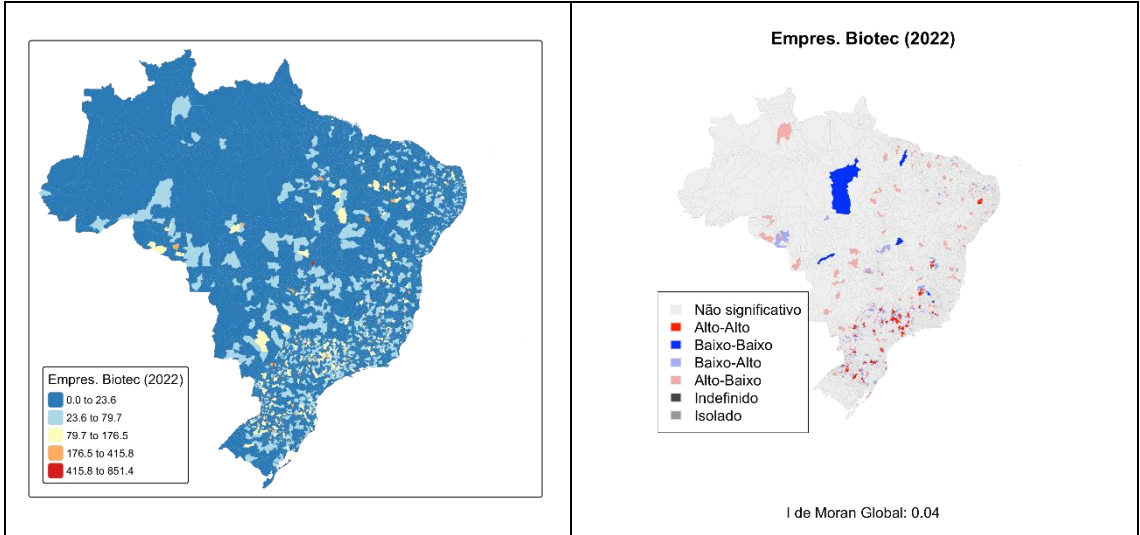 Empres. Biotec (2022)
0.0 to 23.6
23.6 to 79.7
79.7 to 176.5
176.5 to 415.8
415.8 to 851.4
Empres. Biotec (2022)
Não significativo
Alto-Alto
Baixo-Baixo
Baixo-Alto
Alto-Baixo
Indefinido
Isolado
I de Moran Global: 0.04